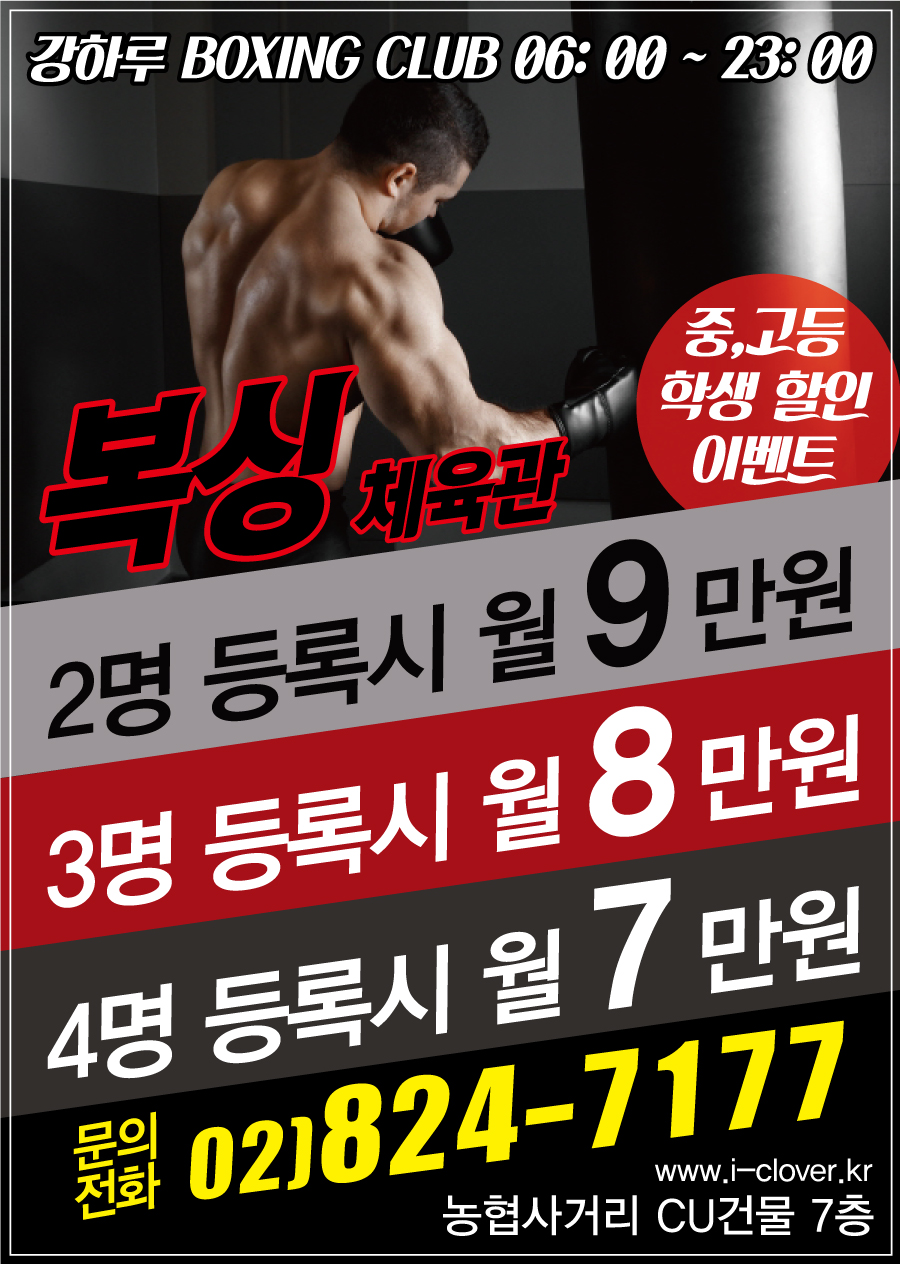 강하루 BOXING CLUB 06: 00 ~ 23: 00
중,고등
학생 할인
이벤트
복싱 체육관
2명 등록시 월 9 만원
3명 등록시 월 8 만원
4명 등록시 월 7 만원
문의
전화
02)824-7177
www.i-clover.kr
농협사거리 CU건물 7층